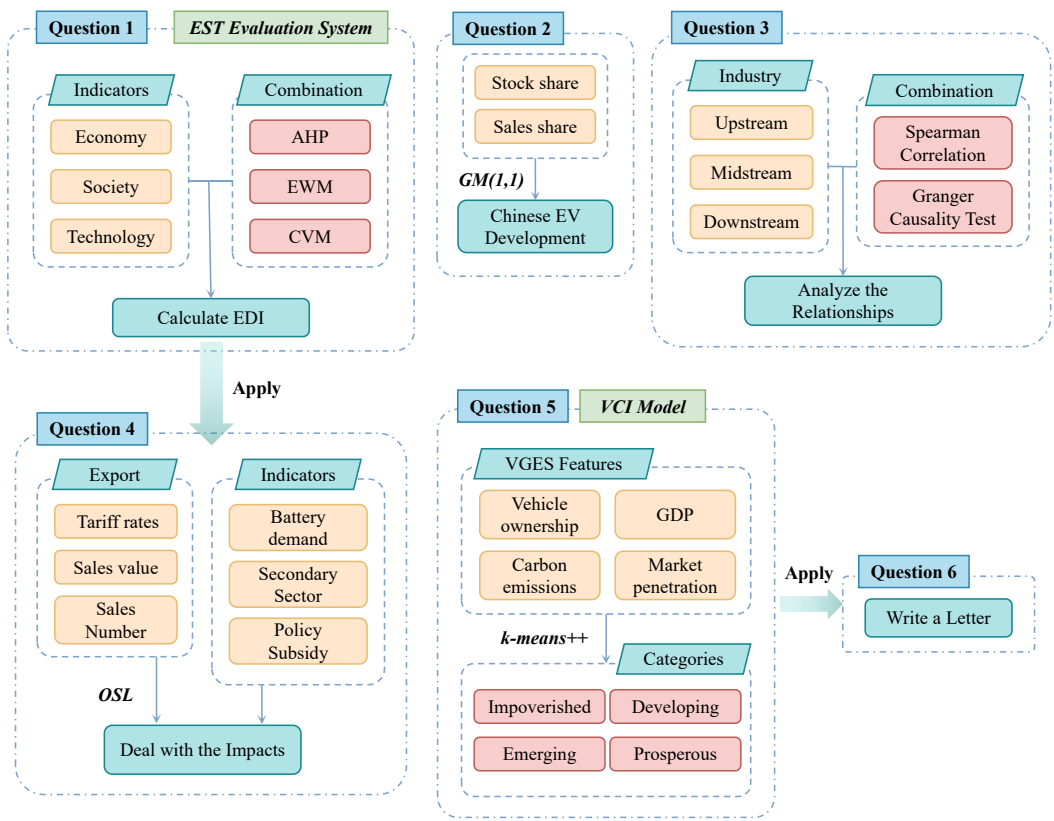 Question 1
EST Evaluation System
Indicators
Combination
Economy
AHP
Society
EWM
Technology
CVM
Calculate EDI
Apply
Question 2
Stock share
Sales share
GM(1,1)
Chinese EV
Development
Question 3
Industry
Combination
Upstream
Spearman
Correlation
Midstream
Granger
Causality Test
Downstream
Analyze the
Relationships
Question 4
Export
Indicators
Tariff rates
Battery
demand
Sales value
Secondary
Sector
Sales
Number
Policy
Subsidy
OSL
Deal with the Impacts
Question 5
VCI Model
VGES Features
Vehicle
ownership
GDP
Carbon
emissions
Market
penetration
k-means++
Categories
Impoverished
Developing
Emerging
Prosperous
Apply
Question 6
Write a Letter